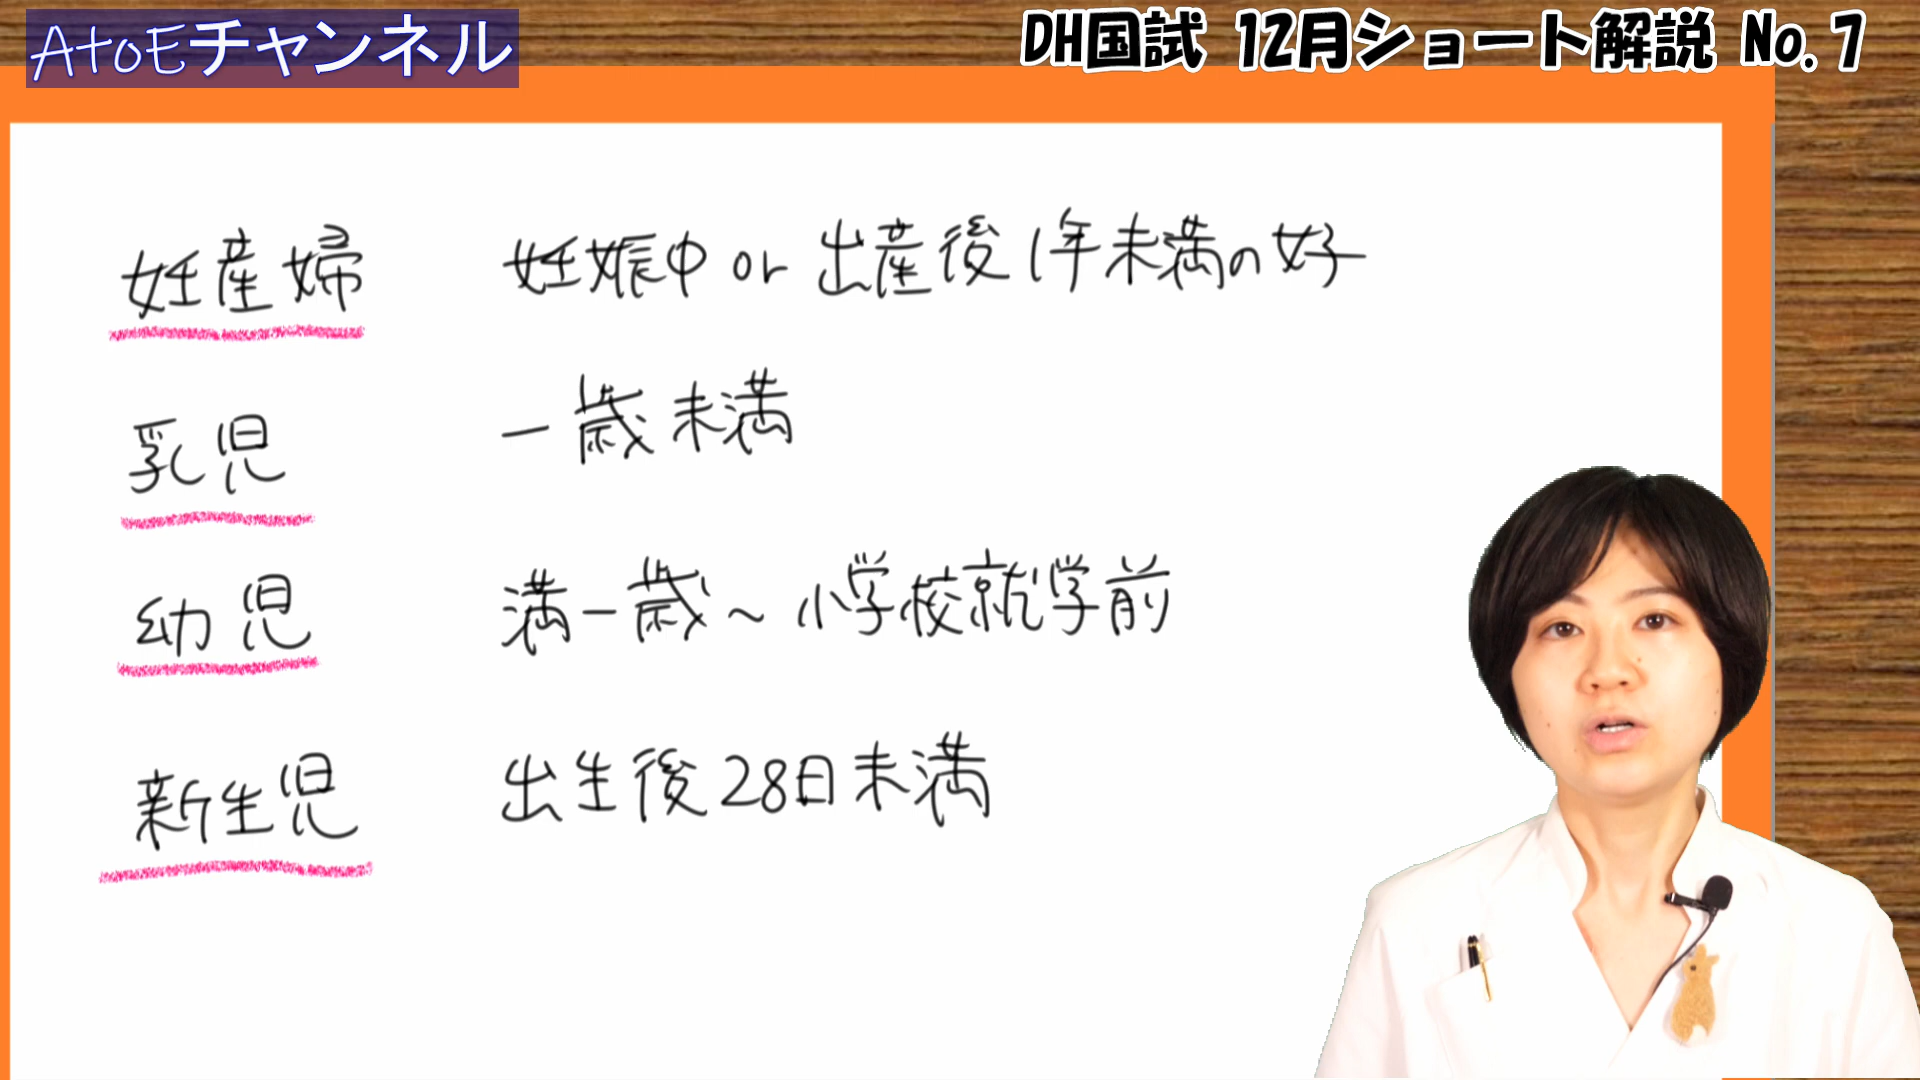 AtoEチャンネル
DH国試 12月ショート解説 No.7
妊産婦 妊娠中 or 出産後1年未満の女子
乳児 一歳未満
幼児 満一歳~小学校就学前
新生児 出生後28日未満